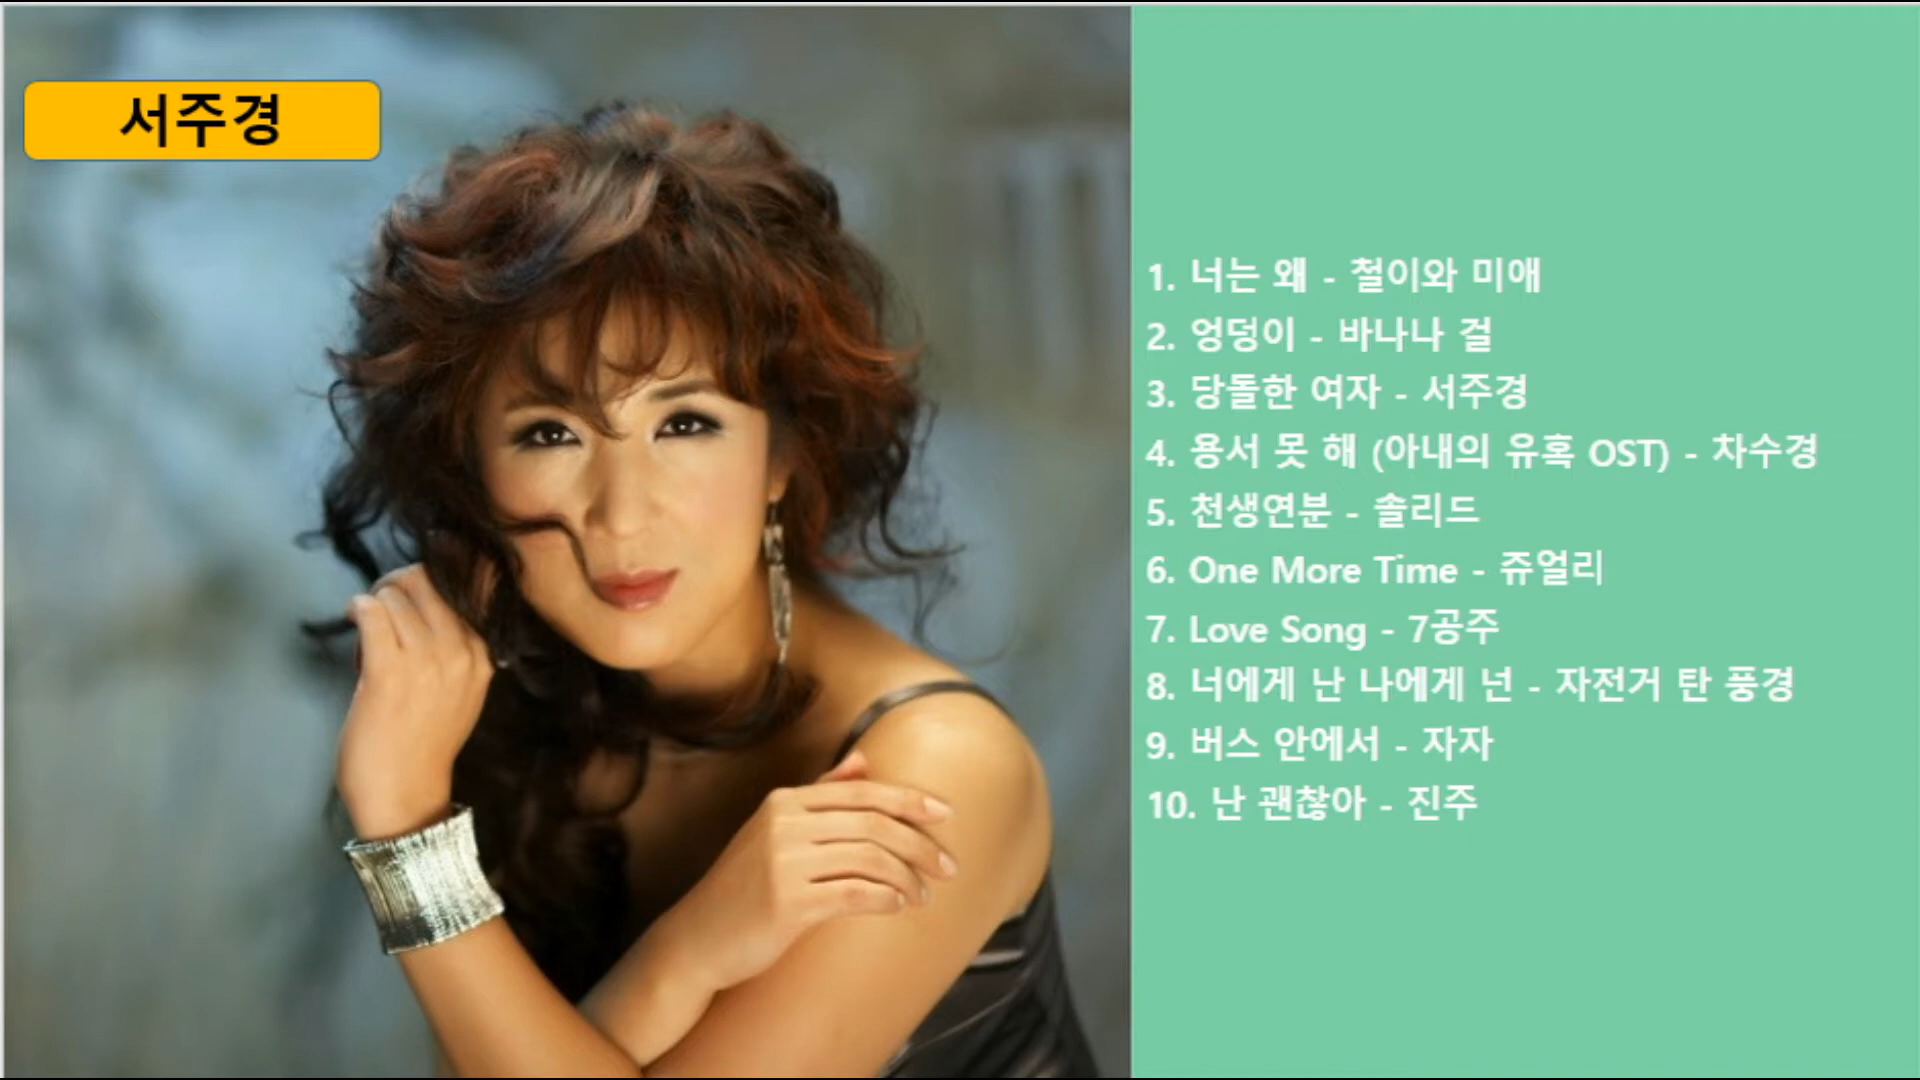 서주경
1. 너는 왜 - 철이와 미애
2. 엉덩이 - 바나나 걸
3. 당돌한 여자 - 서주경
4. 용서 못 해 (아내의 유혹 OST) - 차수경
5. 천생연분 - 솔리드
6. One More Time - 쥬얼리
7. Love Song - 7공주
8. 너에게 난 나에게 넌 - 자전거 탄 풍경
9. 버스 안에서 - 자자
10. 난 괜찮아 - 진주